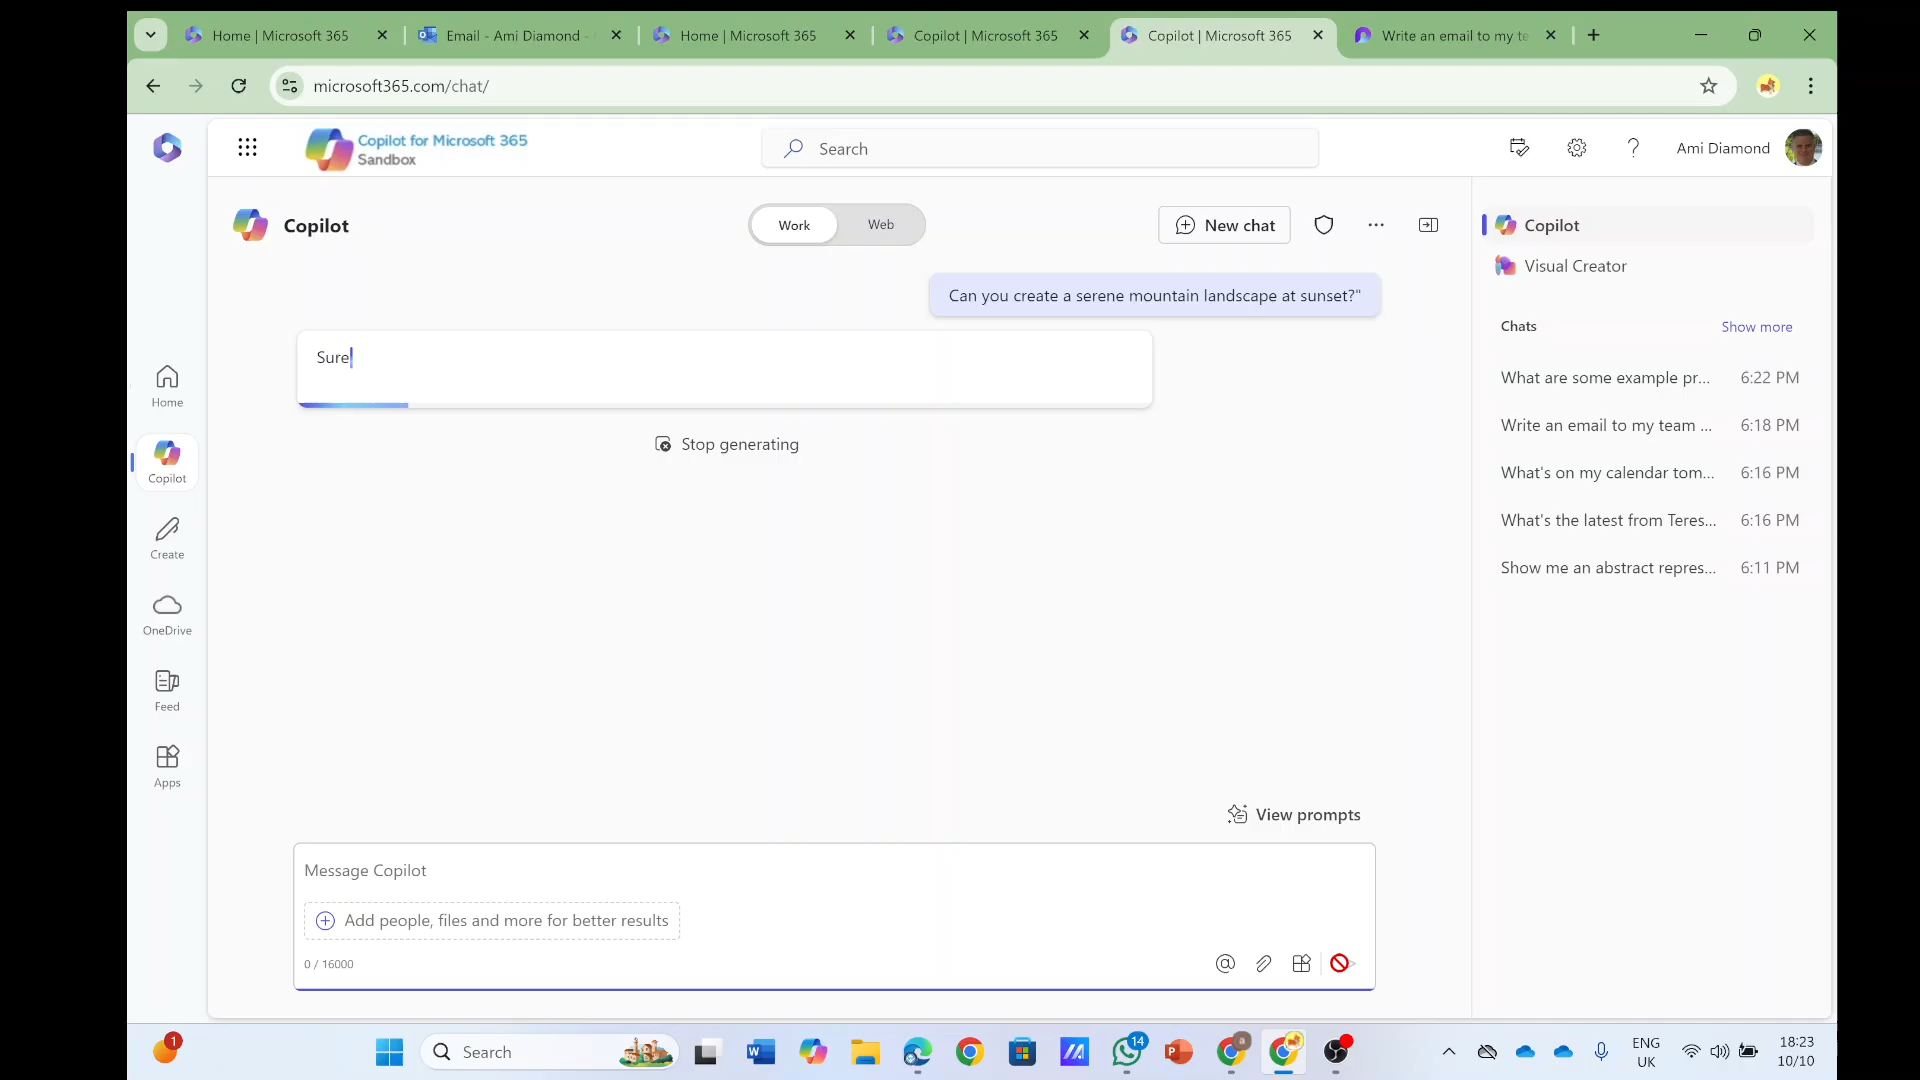 Home | Microsoft 365
Email - Ami Diamond -
Home | Microsoft 365
Copilot | Microsoft 365
Copilot | Microsoft 365
Write an email to my te
microsoft365.com/chat/
Copilot for Microsoft 365
Sandbox
Search
Ami Diamond
Copilot
Work
Web
New chat
Can you create a serene mountain landscape at sunset?"
Sure
Stop generating
Home
Copilot
Create
OneDrive
Feed
Apps
Copilot
Visual Creator
Chats
Show more
What are some example pr... 6:22 PM
Write an email to my team ... 6:18 PM
What's on my calendar tom... 6:16 PM
What's the latest from Teres... 6:16 PM
Show me an abstract repres... 6:11 PM
View prompts
Message Copilot
Add people, files and more for better results
0 / 16000
1
Search
14
ENG
UK
18:23
10/10